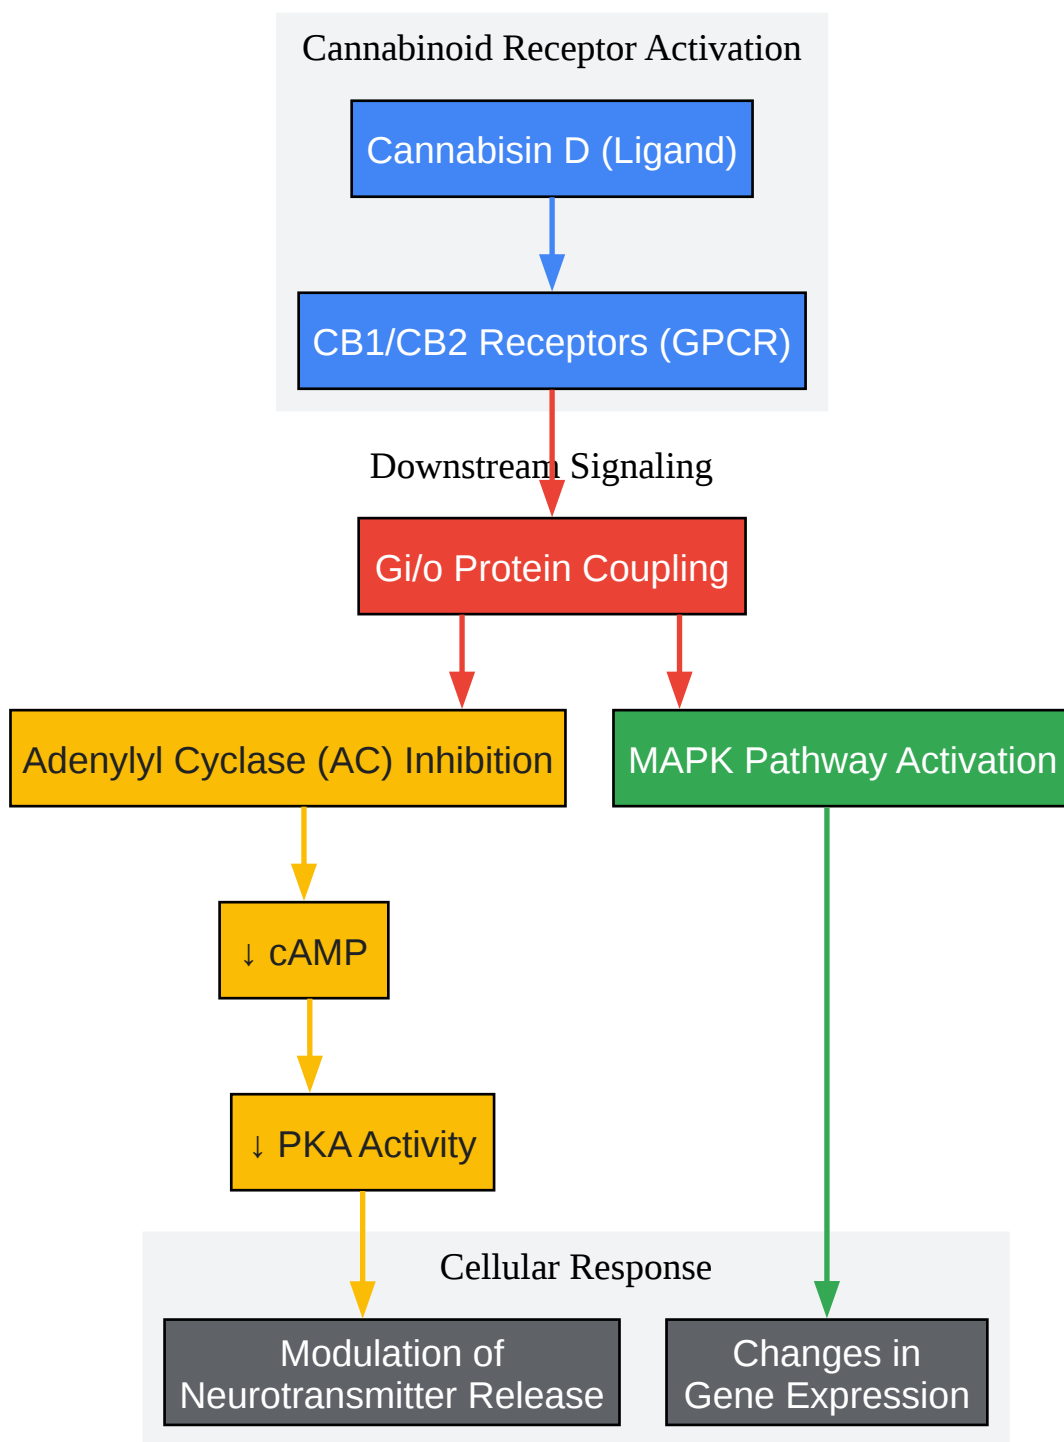 Cannabinoid Receptor Activation
Cannabisin D (Ligand)
CB1/CB2 Receptors (GPCR)
Downstream Signaling
Gi/o Protein Coupling
Adenylyl Cyclase (AC) Inhibition
MAPK Pathway Activation
↓ cAMP
↓ PKA Activity
Cellular Response
Modulation of
Neurotransmitter Release
Changes in
Gene Expression